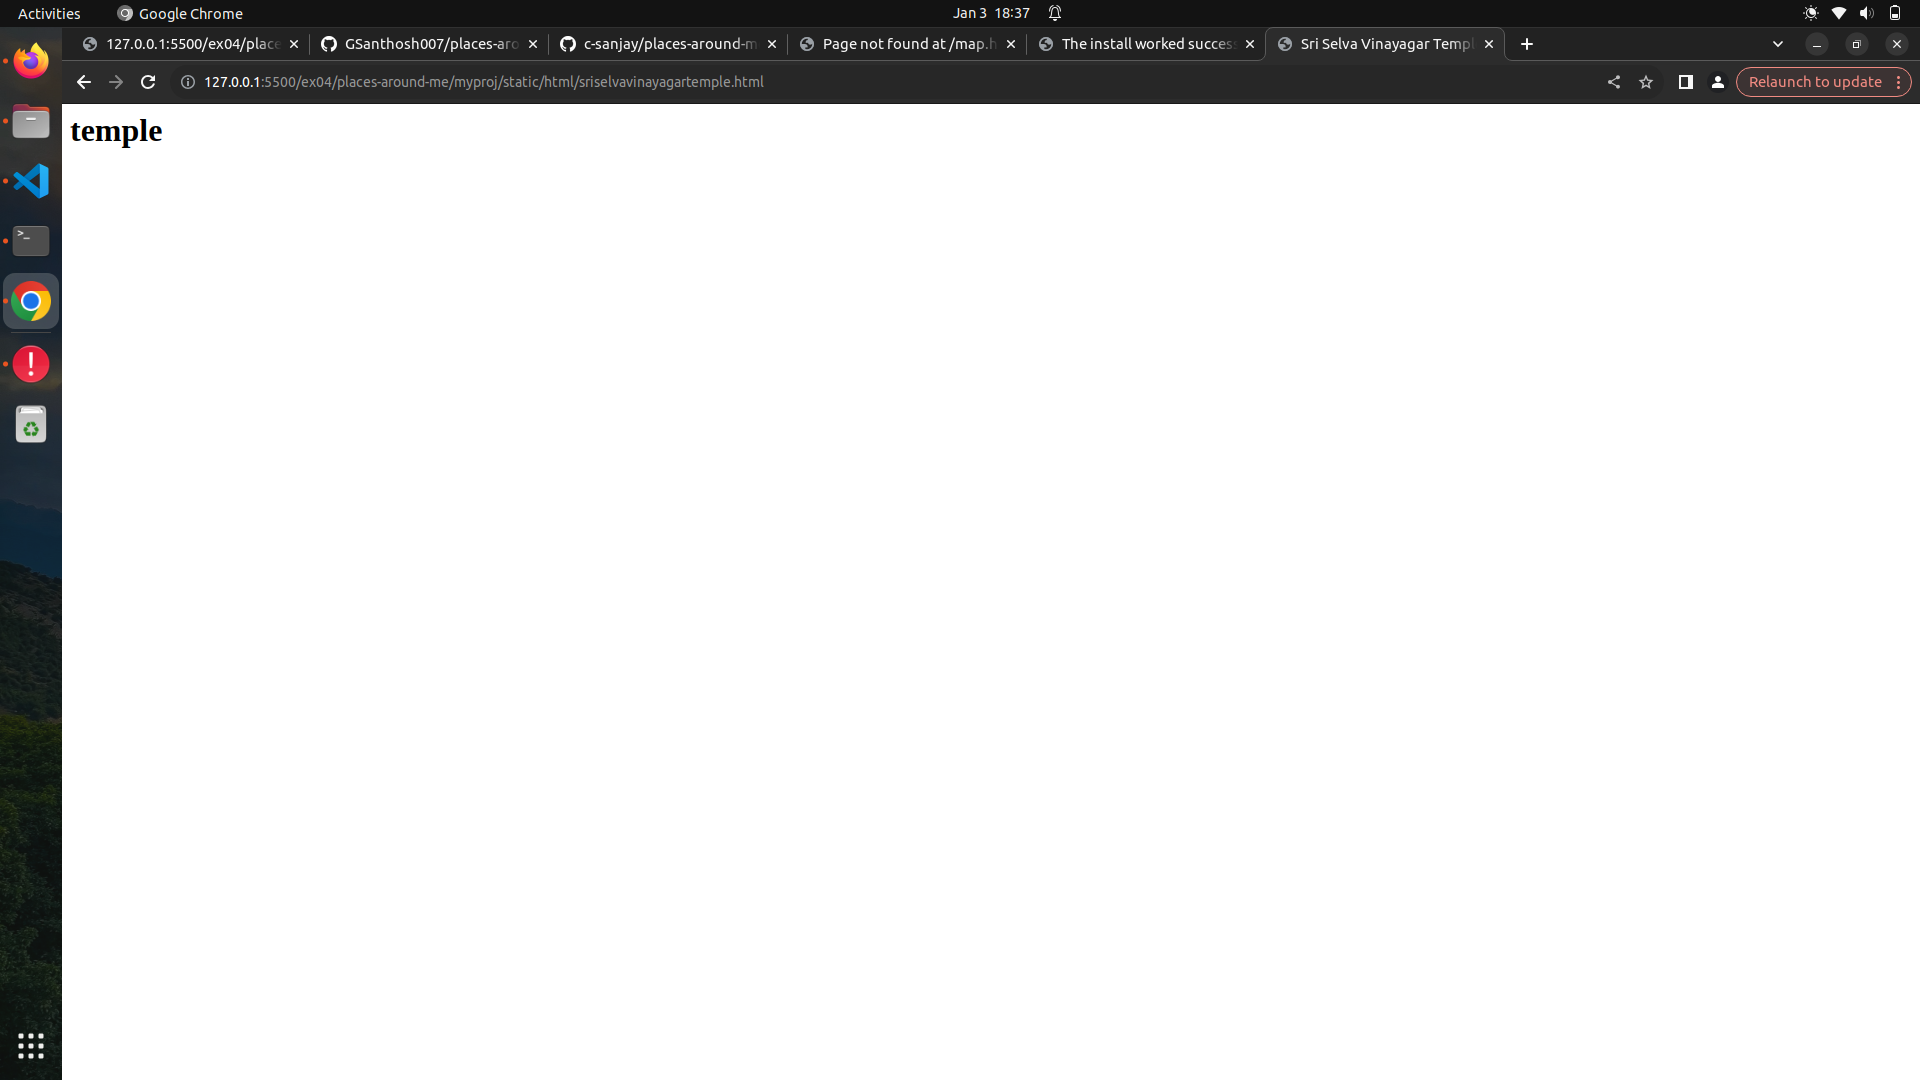 Activities
Google Chrome
Jan 3 18:37
127.0.0.1:5500/ex04/place
GSanthosh007/places-aro
c-sanjay/places-around-m
Page not found at /map.h
The install worked success
Sri Selva Vinayagar Templ
127.0.0.1:5500/ex04/places-around-me/myproj/static/html/sriselvavinayagartemple.html
Relaunch to update
temple